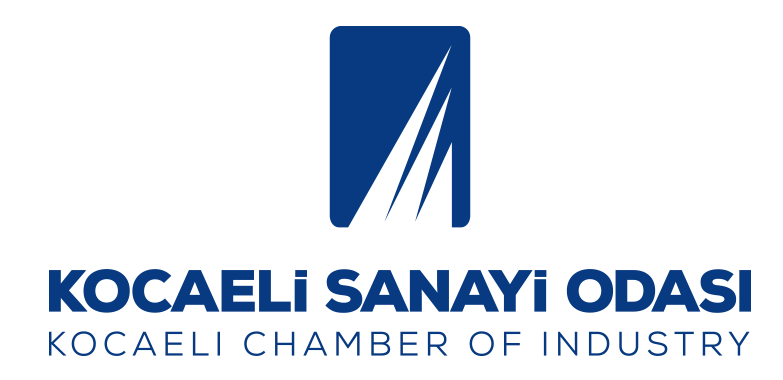 KOCAELi SANAYi ODASI
KOCAELI CHAMBER OF INDUSTRY